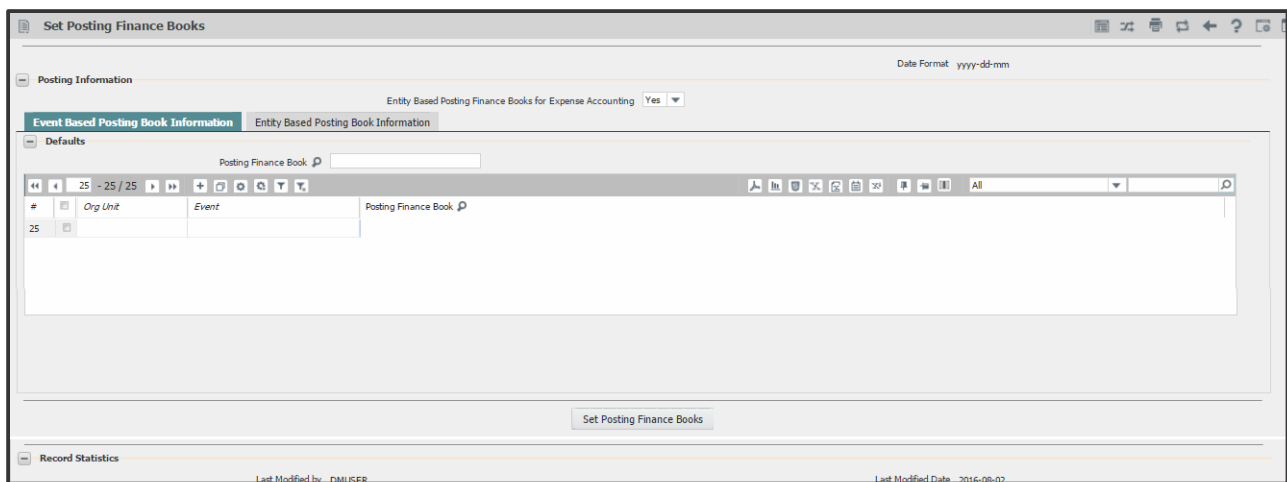 Set Posting Finance Books
Date Format yyyy-dd-mm
Posting Information
Entity Based Posting Finance Books for Expense Accounting Yes
Event Based Posting Book Information Entity Based Posting Book Information
Defaults
Posting Finance Book
25 - 25 / 25 All
# Org Unit Event Posting Finance Book
25
Set Posting Finance Books
Record Statistics
Last Modified by DMUSER Last Modified Date 2016-08-02